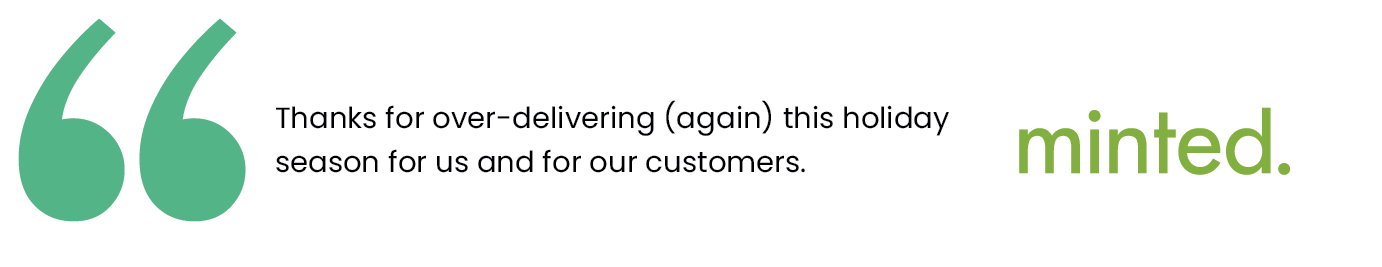 “
Thanks for over-delivering (again) this holiday
season for us and for our customers.
minted.